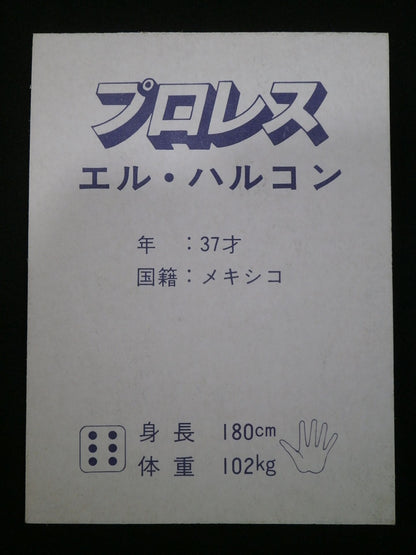 プロレス
エル・ハルコン
年　：37才
国籍：メキシコ
身長　180cm
体重　102kg